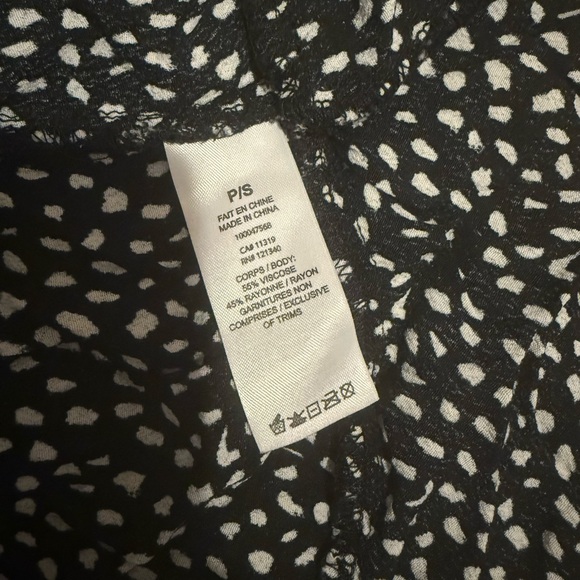 P/S
FAIT EN CHINE
MADE IN CHINA
100047568
CA# 11319
RN# 121340
CORPS / BODY:
55% VISCOSE
45% RAYONNE / RAYON
GARNITURES NON
COMPRISES / EXCLUSIVE
OF TRIMS